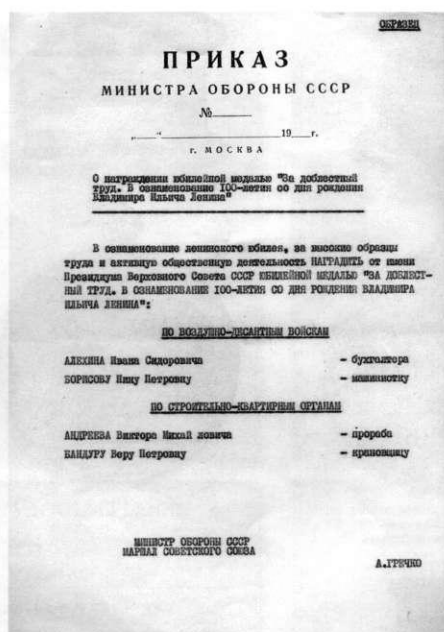 ОБРАЗЕЦ
ПРИКАЗ
МИНИСТРА ОБОРОНЫ СССР
№
„ “ 19 г.
г. МОСКВА
О награждении юбилейной медалью "За доблестный
труд. В ознаменование 100-летия со дня рождения
Владимира Ильича Ленина"
В ознаменование ленинского юбилея, за высокие образцы
труда и активную общественную деятельность НАГРАДИТЬ от имени
Президиума Верховного Совета СССР ЮБИЛЕЙНОЙ МЕДАЛЬЮ "ЗА ДОБЛЕСТ-
НЫЙ ТРУД. В ОЗНАМЕНОВАНИЕ 100-ЛЕТИЯ СО ДНЯ РОЖДЕНИЯ ВЛАДИМИРА
ИЛЬИЧА ЛЕНИНА":
ПО ВОЗДУШНО-ДЕСАНТНЫМ ВОЙСКАМ
АЛЕХИНА Ивана Сидоровича - бухгалтера
БОРИСОВУ Нину Петровну - машинистку
ПО СТРОИТЕЛЬНО-КВАРТИРНЫМ ОРГАНАМ
АНДРЕЕВА Виктора Михай ловича - прораба
БАНДУРУ Веру Петровну - крановщицу
МИНИСТР ОБОРОНЫ СССР
МАРШАЛ СОВЕТСКОГО СОЮЗА
А.ГРЕЧКО